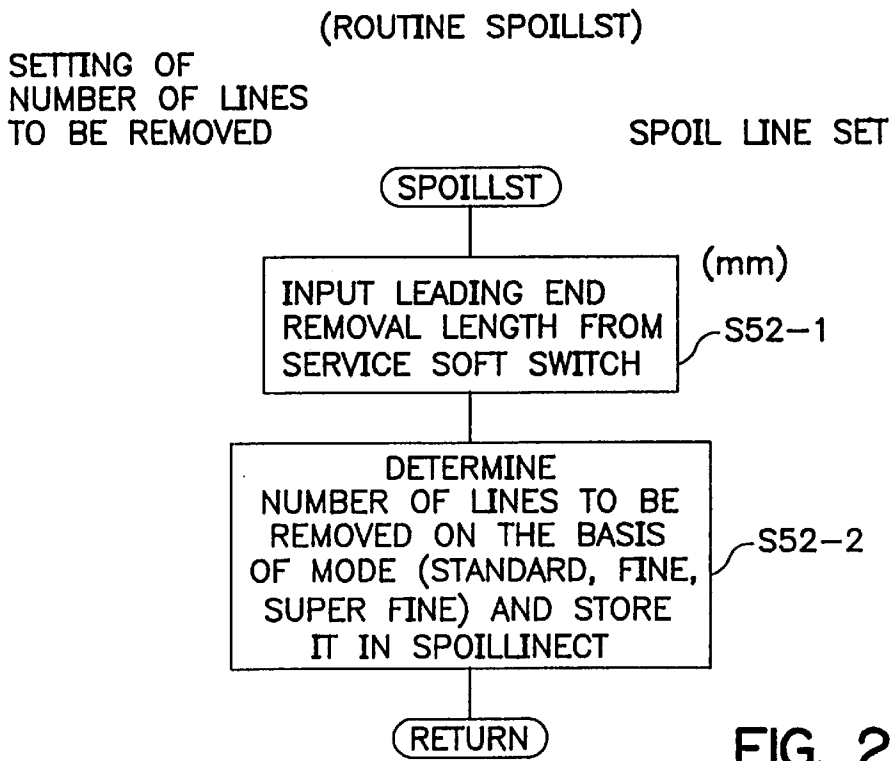 (ROUTINE SPOILLST)
SETTING OF
NUMBER OF LINES
TO BE REMOVED
SPOIL LINE SET
SPOILLST
(mm)
INPUT LEADING END
REMOVAL LENGTH FROM
SERVICE SOFT SWITCH
S52-1
DETERMINE
NUMBER OF LINES TO BE
REMOVED ON THE BASIS
OF MODE (STANDARD, FINE,
SUPER FINE) AND STORE
IT IN SPOILLINECT
S52-2
RETURN
FIG. 2